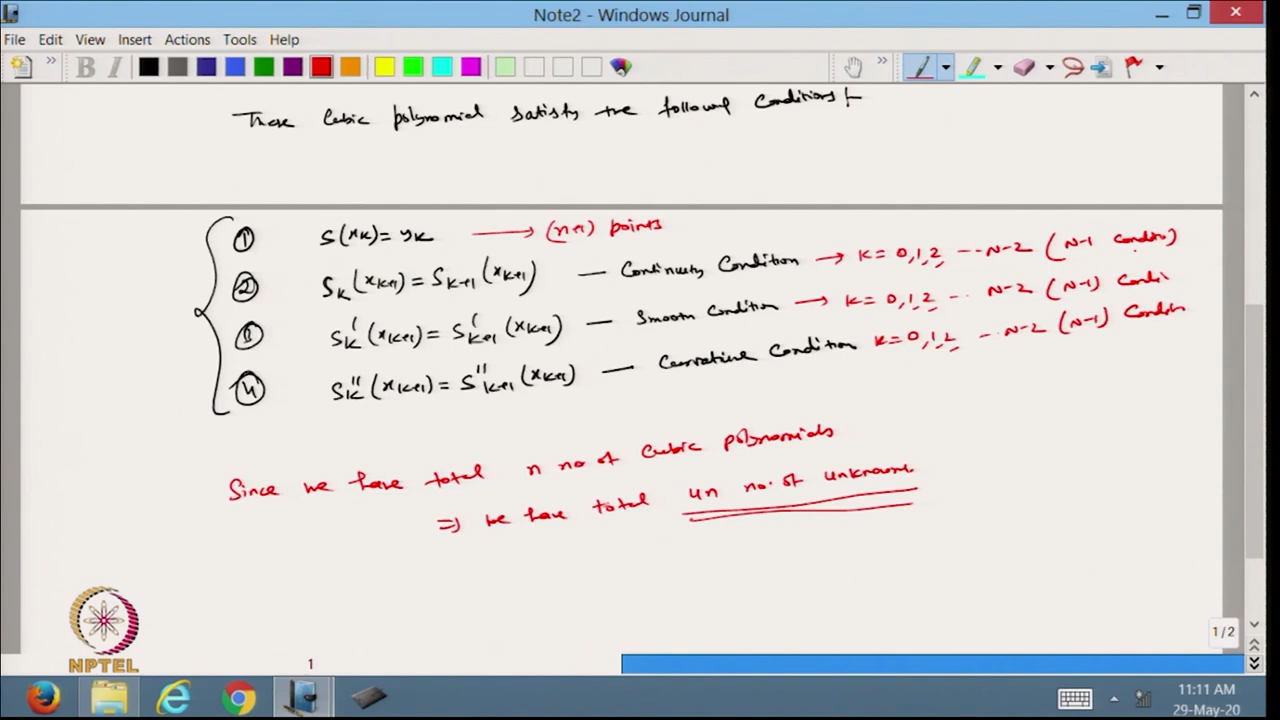 Note2 - Windows Journal
File Edit View Insert Actions Tools Help
These Cubic polynomial satisfy the following Conditions :-
① S(xk) = yk → (n+1) points
② Sk(xk+1) = Sk+1(xk+1) — Continuity Condition → k = 0,1,2 --- N-2 (N-1 conditio)
③ Sk'(xk+1) = S'k+1(xk+1) — Smooth Condition → k = 0,1,2 -- N-2 (N-1) Conditi
④ Sk''(xk+1) = S''k+1(xk+1) — Curvature Condition k = 0,1,2 --- N-2 (N-1) Condition
Since we have total n no of Cubic polynomials
⇒ we have total 4n no. of unknowns.
1/2
NPTEL
1
11:11 AM
29-May-20